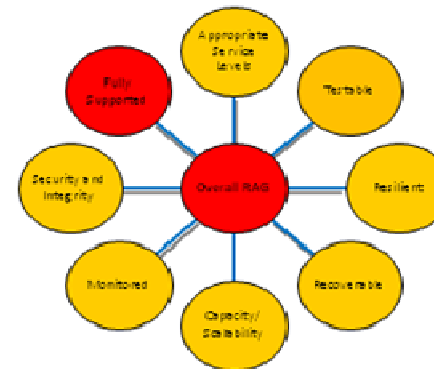 Appropriate
Service
Levels
Fully
Supported
Testable
Security and
Integrity
Overall RAG
Resilient
Monitored
Recoverable
Capacity/
Scalability